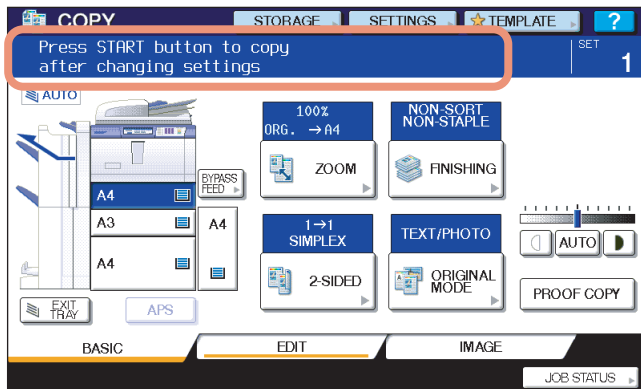 COPY
STORAGE
SETTINGS
TEMPLATE
?
Press START button to copy
after changing settings
SET
1
AUTO
100%
ORG. → A4
ZOOM
NON-SORT
NON-STAPLE
FINISHING
BYPASS
FEED
A4
A3
A4
A4
1→1
SIMPLEX
2-SIDED
TEXT/PHOTO
ORIGINAL
MODE
AUTO
PROOF COPY
EXIT
TRAY
APS
BASIC
EDIT
IMAGE
JOB STATUS